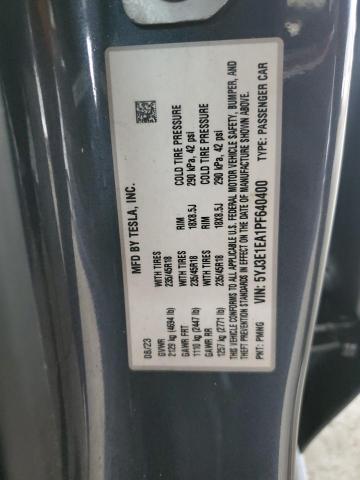 MFD BY TESLA, INC.
08/23
GVWR
2129 kg (4694 lb)
GAWR FRT
1110 kg (2447 lb)
WITH TIRES
235/45R18
RIM
18X8.5J
COLD TIRE PRESSURE
290 kPa, 42 psi
GAWR RR
1257 kg (2771 lb)
WITH TIRES
235/45R18
RIM
18X8.5J
COLD TIRE PRESSURE
290 kPa, 42 psi
THIS VEHICLE CONFORMS TO ALL APPLICABLE U.S. FEDERAL MOTOR VEHICLE SAFETY, BUMPER, AND
THEFT PREVENTION STANDARDS IN EFFECT ON THE DATE OF MANUFACTURE SHOWN ABOVE.
VIN: 5YJ3E1EA1PF640400
TYPE: PASSENGER CAR
PNT: PMNG